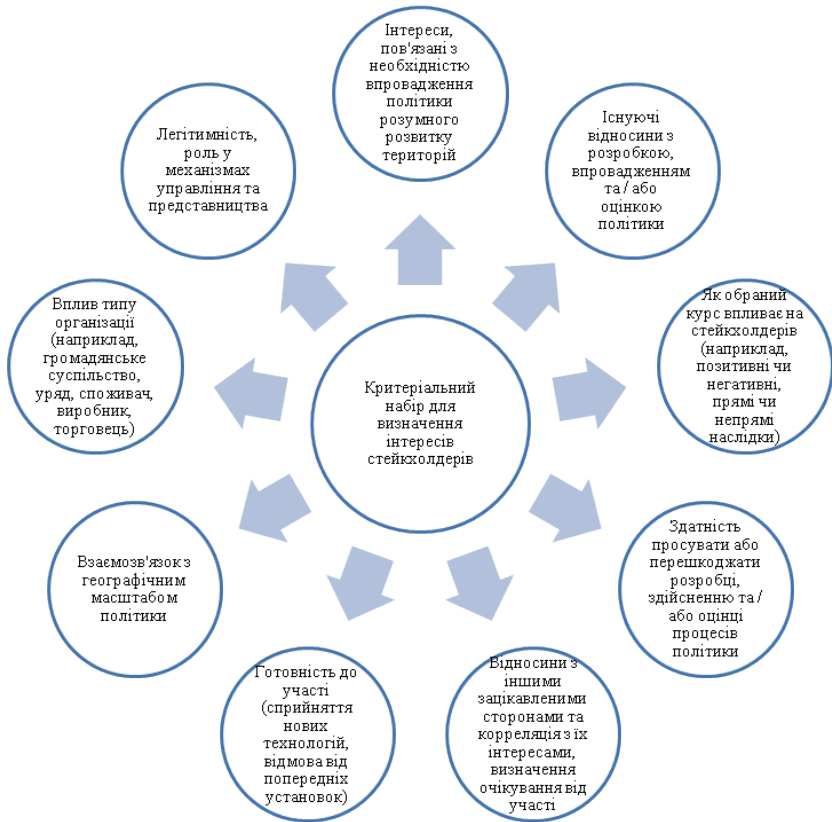 Інтереси,
пов'язані з
необхідністю
впровадження
політики
розумного
розвитку
територій
Існуючі
відносини з
розробкою,
впровадженням
та / або
оцінкою
політики
Як обраний
курс впливає на
стейкхолдерів
(наприклад,
позитивні чи
негативні,
прямі чи
непрямі
наслідки)
Здатність
просувати або
перешкоджати
розробці,
здійсненню та /
або оцінці
процесів
політики
Відносини з
іншими
зацікавленими
сторонами та
корреляція з їх
інтересами,
визначення
очікування від
участі
Готовність до
участі
(сприйняття
нових
технологій,
відмова від
попередніх
установок)
Взаємозв'язок з
географічним
масштабом
політики
Вплив типу
організації
(наприклад,
громадянське
суспільство,
уряд, споживач,
виробник,
торговець)
Легітимність,
роль у
механізмах
управління та
представництва
Критеріальний
набір для
визначення
інтересів
стейкхолдерів